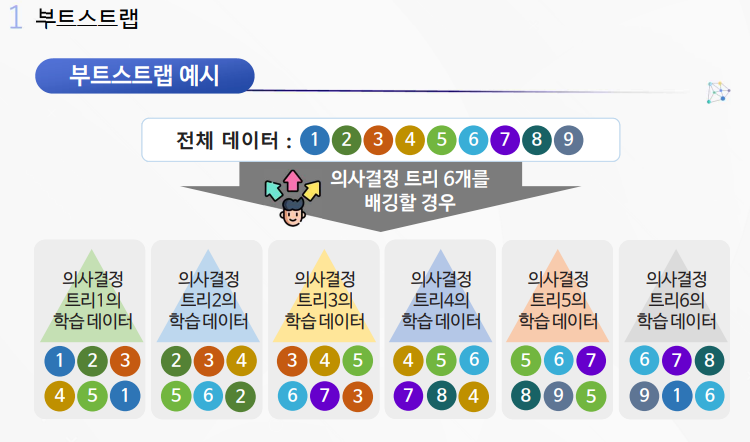 1 부트스트랩
부트스트랩 예시
전체 데이터 : 1 2 3 4 5 6 7 8 9
의사결정 트리 6개를
배깅할 경우
의사결정
트리1의
학습 데이터
1 2 3
4 5 1
의사결정
트리2의
학습 데이터
2 3 4
5 6 2
의사결정
트리3의
학습 데이터
3 4 5
6 7 3
의사결정
트리4의
학습 데이터
4 5 6
7 8 4
의사결정
트리5의
학습 데이터
5 6 7
8 9 5
의사결정
트리6의
학습 데이터
6 7 8
9 1 6